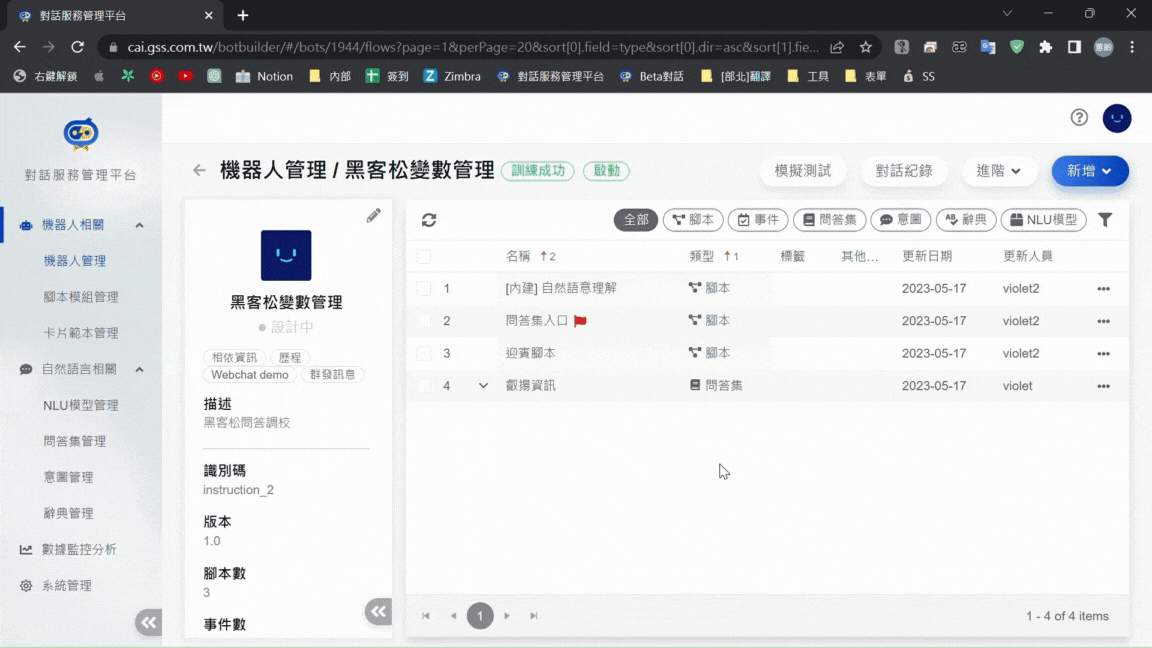 對話服務管理平台
cai.gss.com.tw/botbuilder/#/bots/1944/flows?page=1&perPage=20&sort[0].field=type&sort[0].dir=asc&sort[1].fie...
右鍵解鎖
Notion
內部
簽到
Zimbra
對話服務管理平台
Beta對話
[部北]翻譯
工具
表單
SS
對話服務管理平台
機器人相關
機器人管理
腳本模組管理
卡片範本管理
自然語言相關
NLU模型管理
問答集管理
意圖管理
辭典管理
數據監控分析
系統管理
機器人管理 / 黑客松變數管理 訓練成功 啟動
模擬測試 對話紀錄 進階 新增
黑客松變數管理
設計中
相依資訊 歷程
Webchat demo 群發訊息
描述
黑客松問答調校
識別碼
instruction_2
版本
1.0
腳本數
3
事件數
全部 腳本 事件 問答集 意圖 辭典 NLU模型
名稱 ↑2 類型 ↑1 標籤 其他... 更新日期 更新人員
1 [內建] 自然語意理解 腳本 2023-05-17 violet2 •••
2 問答集入口 腳本 2023-05-17 violet2 •••
3 迎賓腳本 腳本 2023-05-17 violet2 •••
4 叡揚資訊 問答集 2023-05-17 violet •••
1
1 - 4 of 4 items